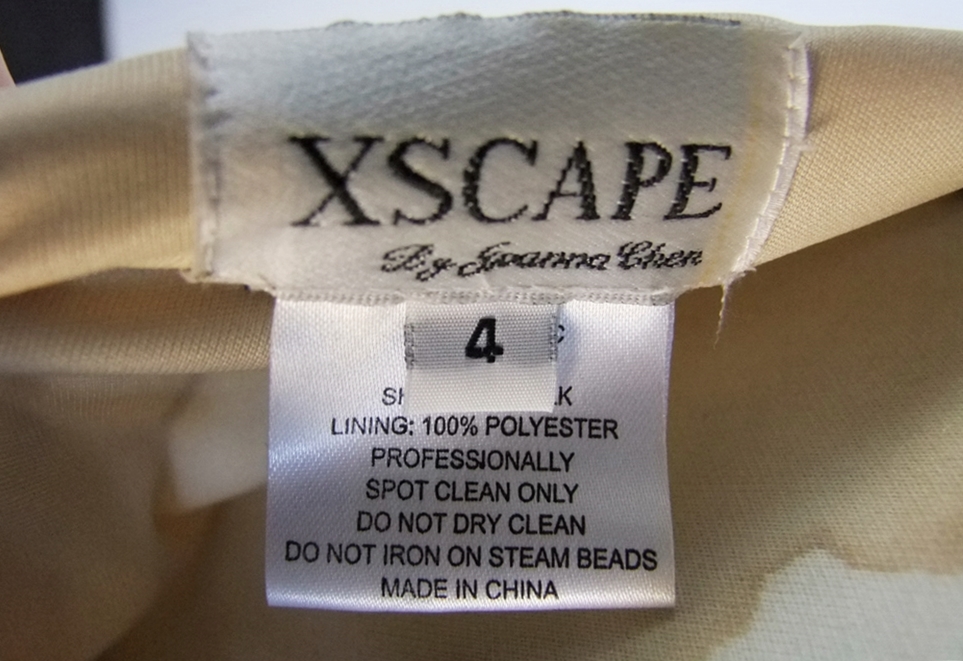 XSCAPE
By Joanna Chen
4
LINING: 100% POLYESTER
PROFESSIONALLY
SPOT CLEAN ONLY
DO NOT DRY CLEAN
DO NOT IRON ON STEAM BEADS
MADE IN CHINA